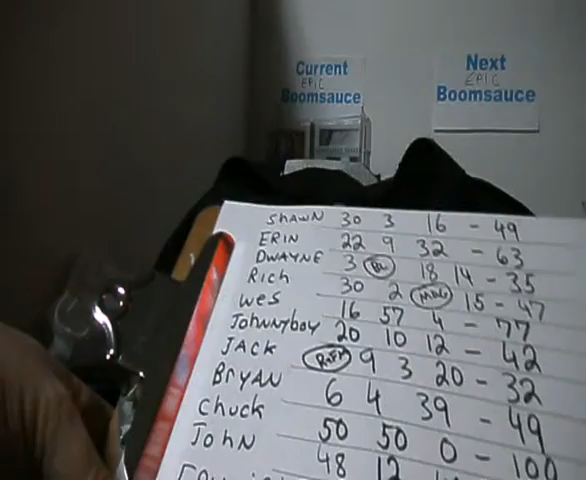 Current
EPIC
Boomsauce
Next
EPIC
Boomsauce
SHAWN 30 3 16 - 49
ERIN 22 9 32 - 63
DWAYNE 3 18 14 - 35
Rich 30 2 15 - 47
Wes 16 57 4 - 77
Johnnyboy 20 10 12 - 42
JACK 9 3 20 - 32
BRYAN 6 4 39 - 49
Chuck 50 50 0 - 100
JOHN 48 12